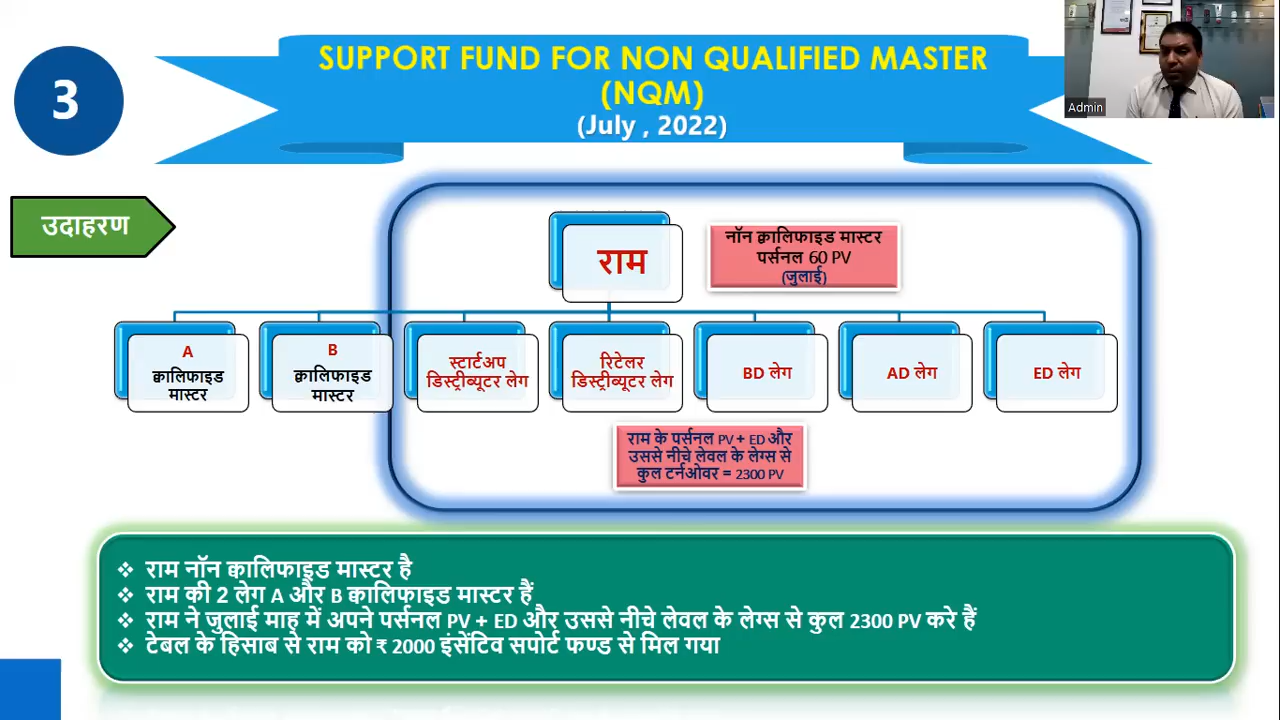 3
SUPPORT FUND FOR NON QUALIFIED MASTER
(NQM)
(July , 2022)
Admin
उदाहरण
राम
नॉन क्वालिफाइड मास्टर
पर्सनल 60 PV
(जुलाई)
A
क्वालिफाइड
मास्टर
B
क्वालिफाइड
मास्टर
स्टार्टअप
डिस्ट्रीब्यूटर लेग
रिटेलर
डिस्ट्रीब्यूटर लेग
BD लेग
AD लेग
ED लेग
राम के पर्सनल PV + ED और
उससे नीचे लेवल के लेग्स से
कुल टर्नओवर = 2300 PV
❖ राम नॉन क्वालिफाइड मास्टर है
❖ राम की 2 लेग A और B क्वालिफाइड मास्टर हैं
❖ राम ने जुलाई माह में अपने पर्सनल PV + ED और उससे नीचे लेवल के लेग्स से कुल 2300 PV करे हैं
❖ टेबल के हिसाब से राम को ₹ 2000 इंसेंटिव सपोर्ट फण्ड से मिल गया